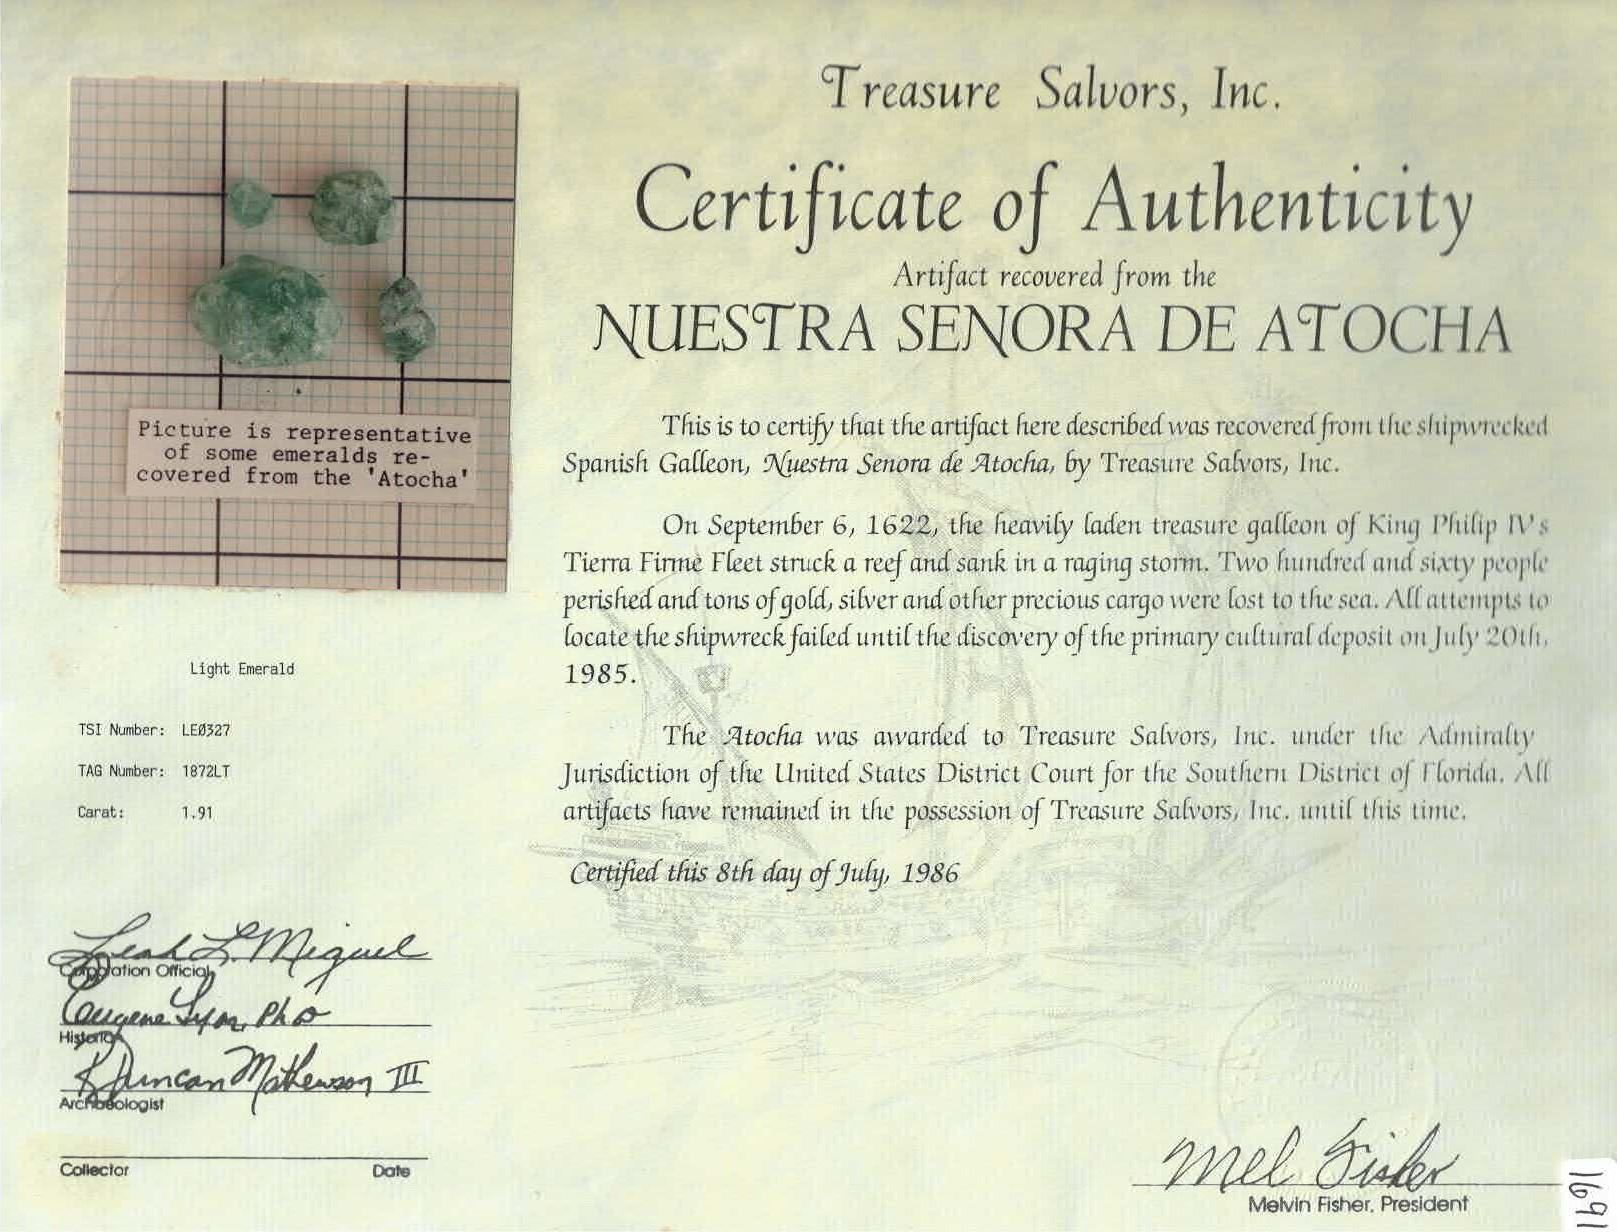 Treasure Salvors, Inc.
Certificate of Authenticity
Artifact recovered from the
NUESTRA SENORA DE ATOCHA
Picture is representative
of some emeralds re-
covered from the 'Atocha'
This is to certify that the artifact here described was recovered from the shipwrecked
Spanish Galleon, Nuestra Senora de Atocha, by Treasure Salvors, Inc.
On September 6, 1622, the heavily laden treasure galleon of King Philip IV's
Tierra Firme Fleet struck a reef and sank in a raging storm. Two hundred and sixty people
perished and tons of gold, silver and other precious cargo were lost to the sea. All attempts to
locate the shipwreck failed until the discovery of the primary cultural deposit on July 20th,
1985.
The Atocha was awarded to Treasure Salvors, Inc. under the Admiralty
Jurisdiction of the United States District Court for the Southern District of Florida. All
artifacts have remained in the possession of Treasure Salvors, Inc. until this time.
Certified this 8th day of July, 1986
Light Emerald
TSI Number: LEØ327
TAG Number: 1872LT
Carat: 1.91
Leah L. Miguel
Corporation Official
Eugene Lyon, PhD
Historian
R Duncan Mathewson III
Archaeologist
Collector Date
Mel Fisher
Melvin Fisher, President
1691